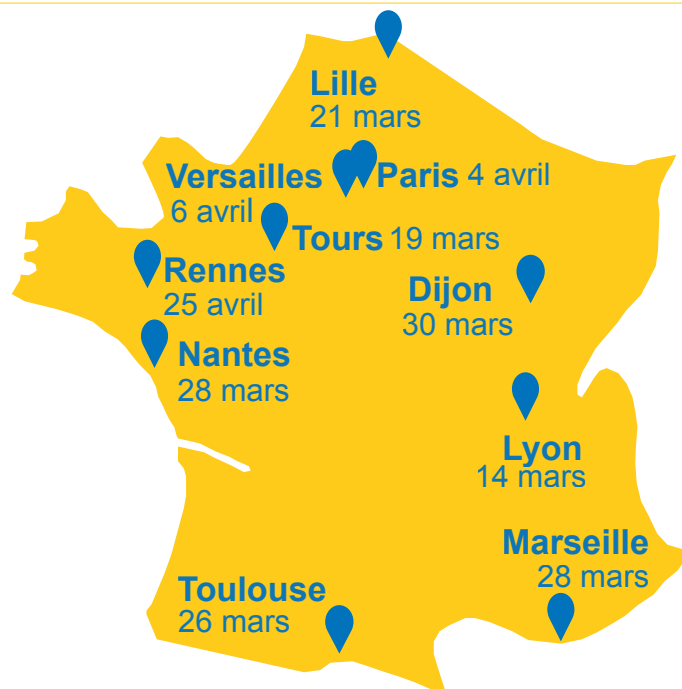 Lille
21 mars
Versailles
6 avril
Paris 4 avril
Tours 19 mars
Rennes
25 avril
Dijon
30 mars
Nantes
28 mars
Lyon
14 mars
Marseille
28 mars
Toulouse
26 mars